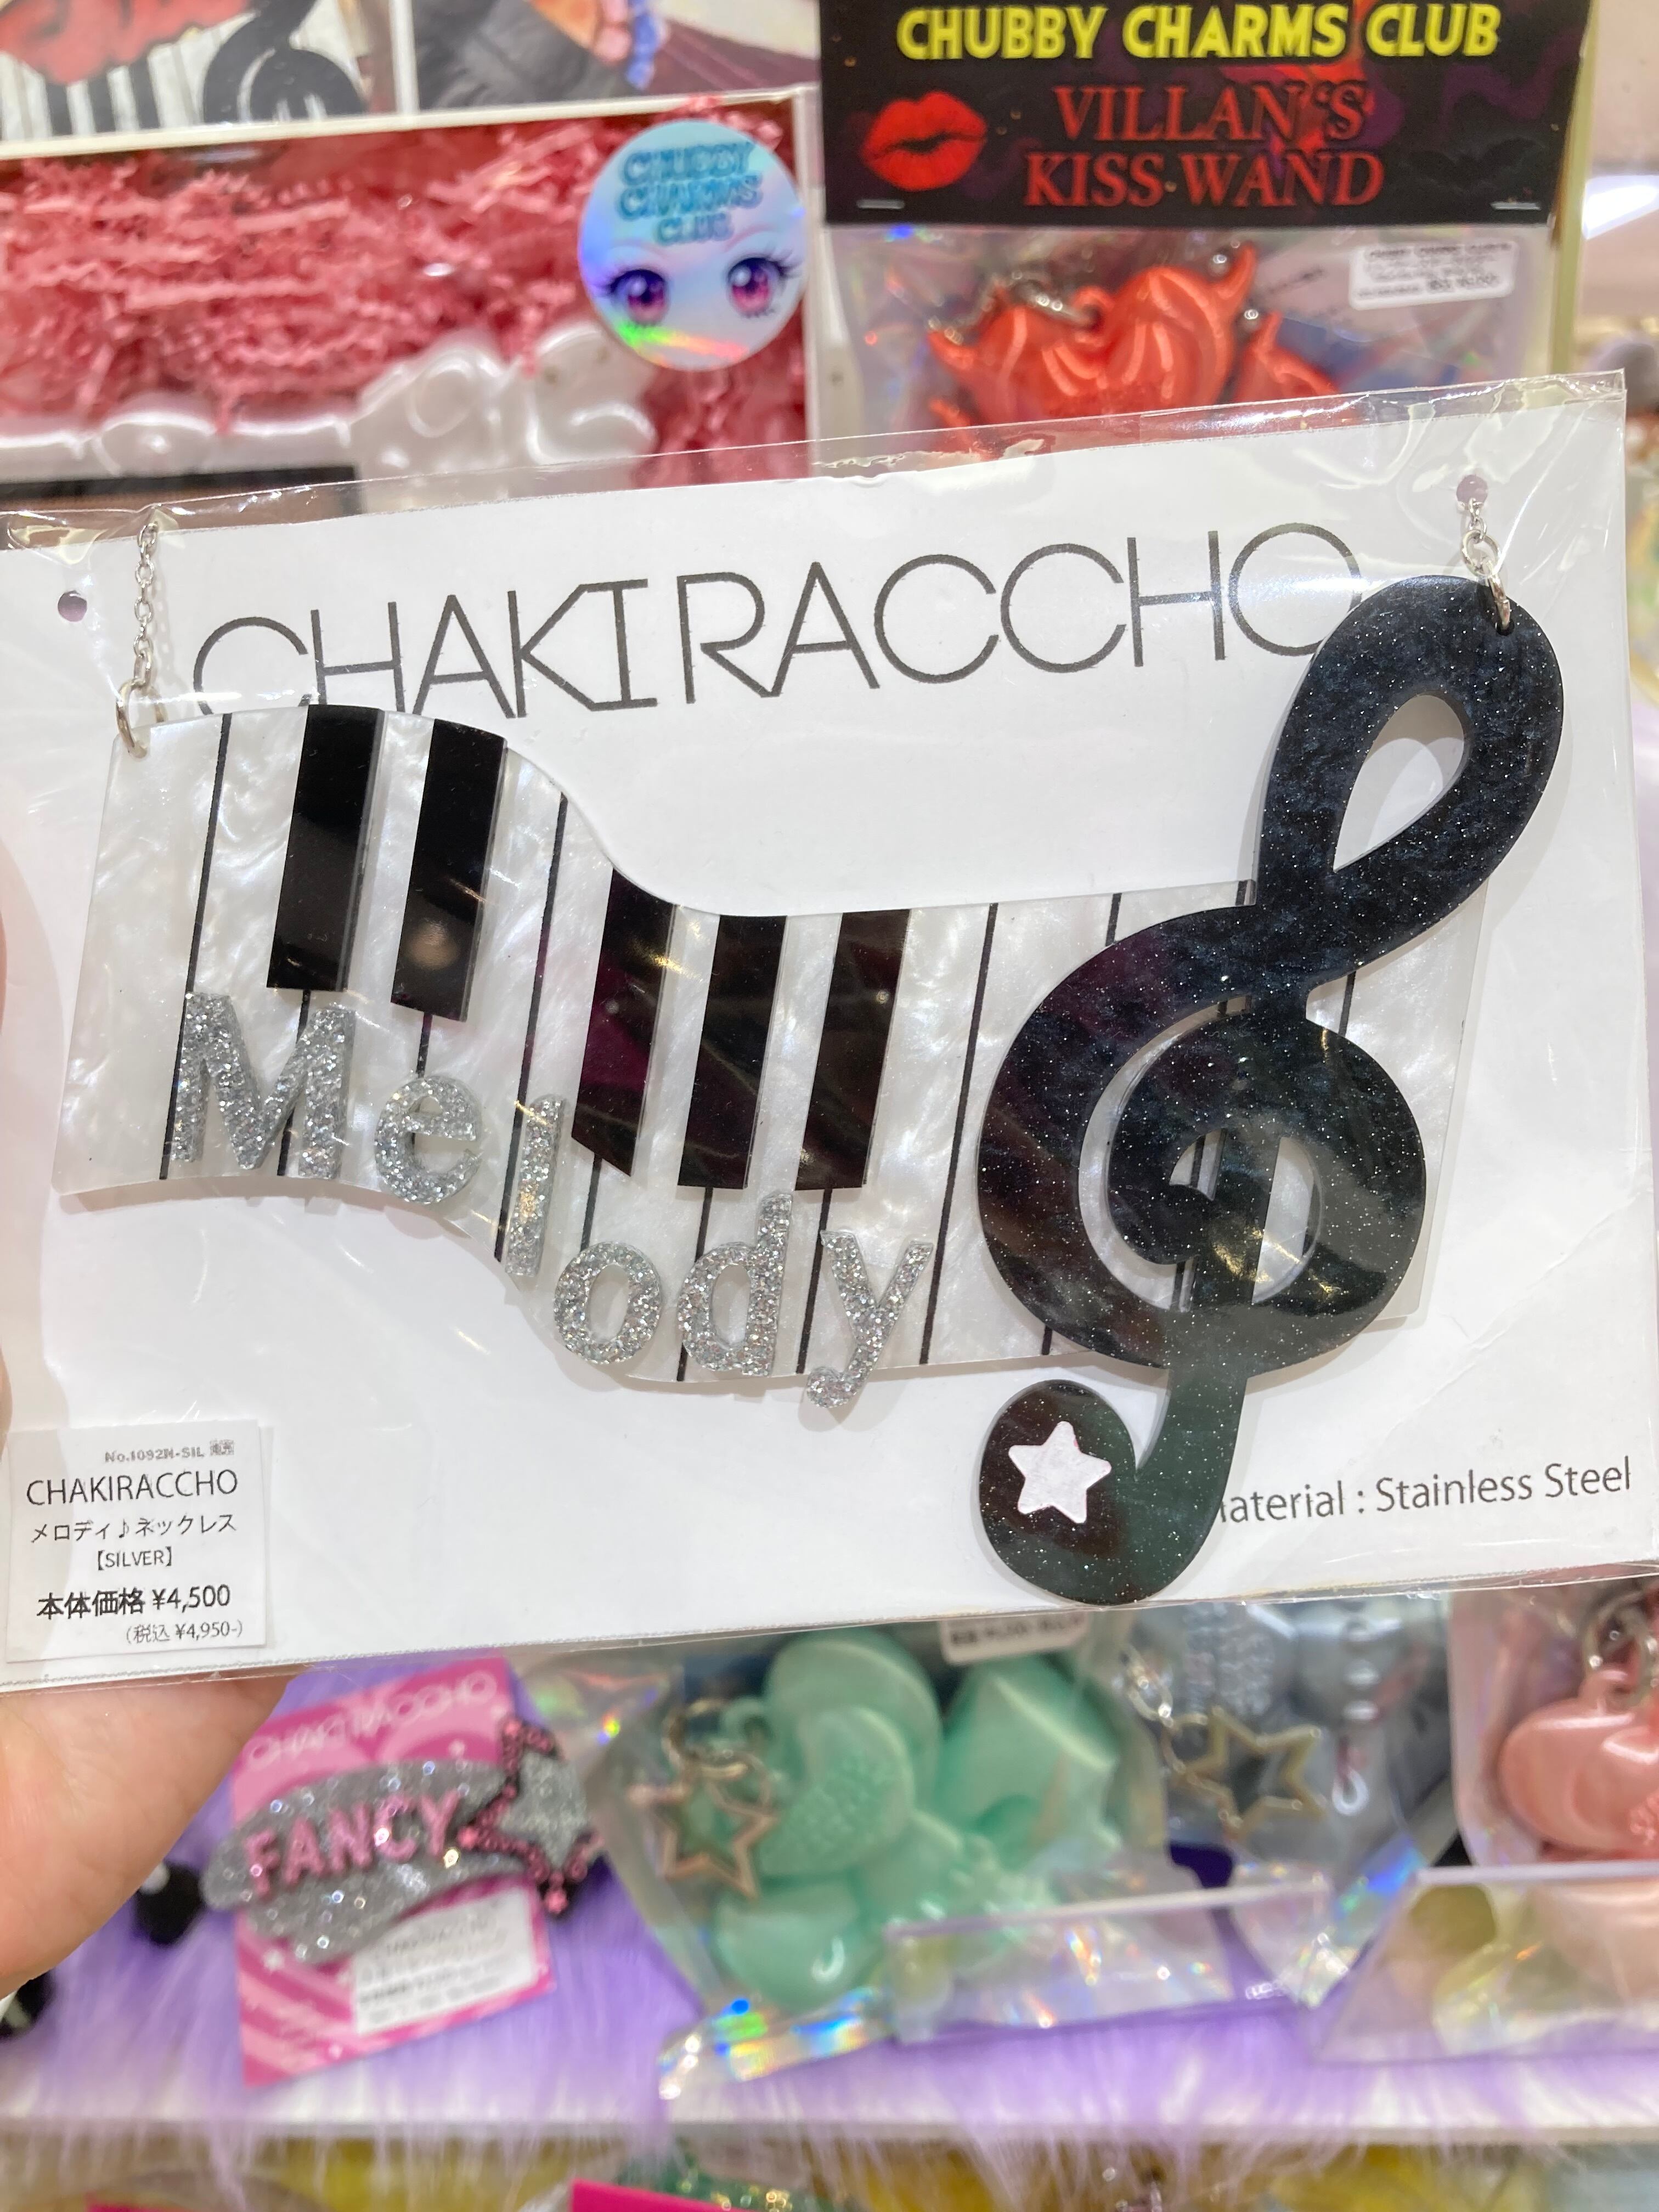 CHUBBY CHARMS CLUB
VILLAN'S
KISS WAND
CHUBBY
CHARMS
CLUB
CHAKIRACCHO
Melody
Material : Stainless Steel
No.1092N-SIL
CHAKIRACCHO
メロディ♪ネックレス
【SILVER】
本体価格 ¥4,500
(税込 ¥4,950-)
CHAKIRACCHO
FANCY